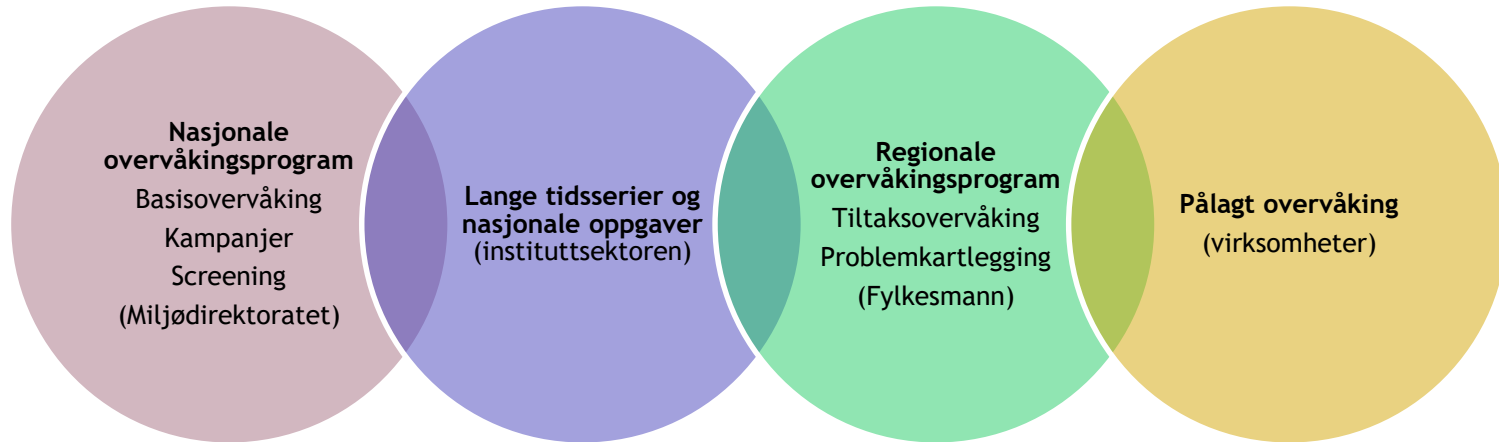 Nasjonale
overvåkingsprogram
Basisovervåking
Kampanjer
Screening
(Miljødirektoratet)
Lange tidsserier og
nasjonale oppgaver
(instituttsektoren)
Regionale
overvåkingsprogram
Tiltaksovervåking
Problemkartlegging
(Fylkesmann)
Pålagt overvåking
(virksomheter)